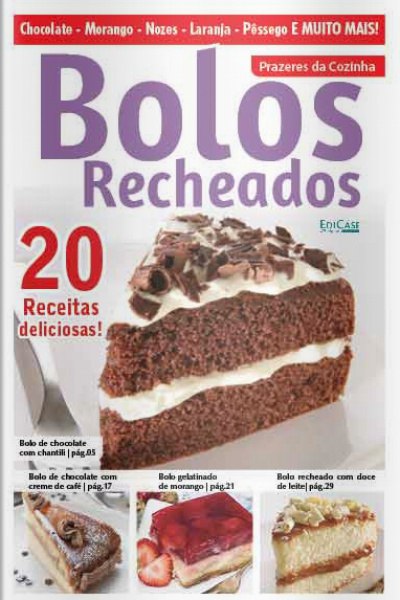 Chocolate - Morango - Nozes - Laranja - Pêssego E MUITO MAIS!
Prazeres da Cozinha
Bolos
Recheados
EDICASE
20
Receitas
deliciosas!
Bolo de chocolate
com chantili | pág.05
Bolo de chocolate com
creme de café | pág.17
Bolo gelatinado
de morango | pág.21
Bolo recheado com doce
de leite| pág.29